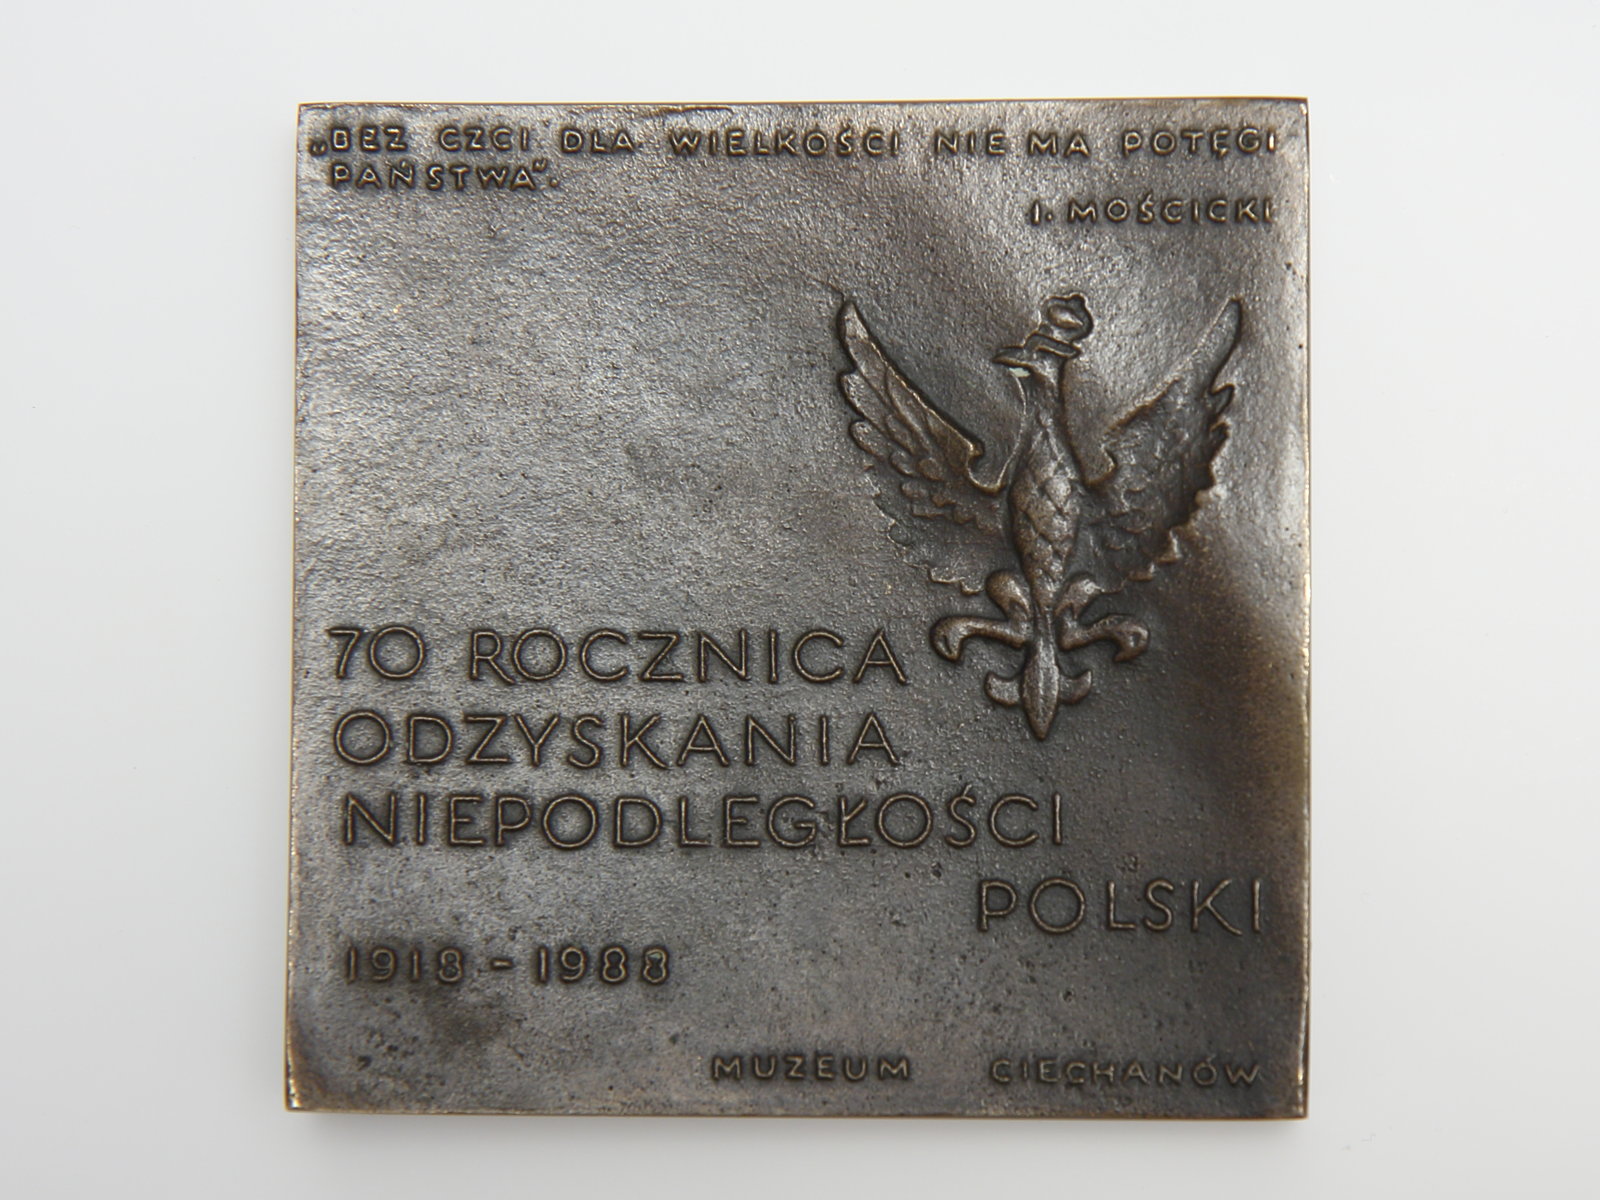 „BEZ CZCI DLA WIELKOŚCI NIE MA POTĘGI
PAŃSTWA".
I. MOŚCICKI
70 ROCZNICA
ODZYSKANIA
NIEPODLEGŁOŚCI
POLSKI
1918 - 1988
MUZEUM CIECHANÓW